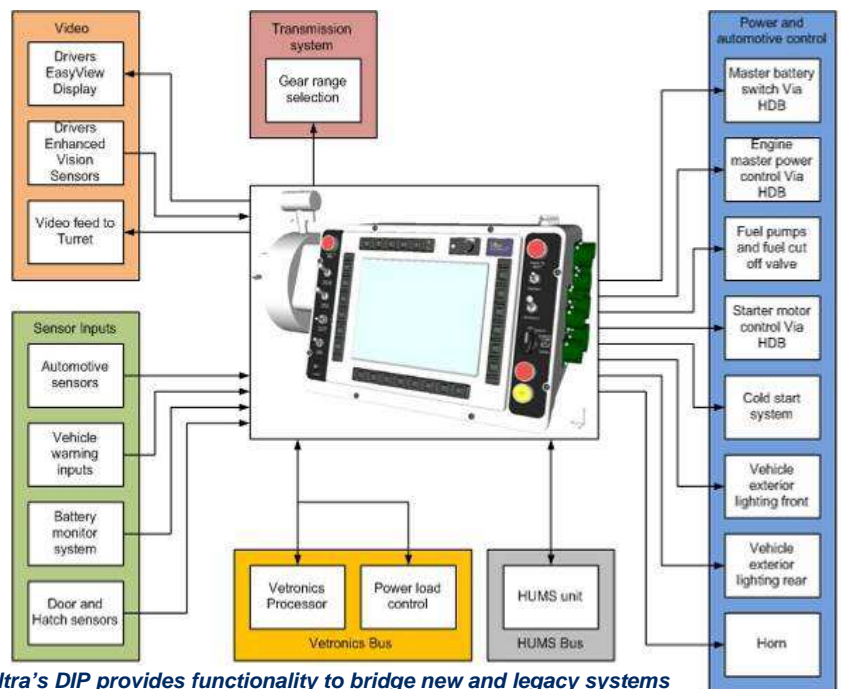 Video
Drivers
EasyView
Display
Drivers
Enhanced
Vision
Sensors
Video feed to
Turret
Transmission
system
Gear range
selection
Power and
automotive control
Master battery
switch Via
HDB
Engine
master power
control Via
HDB
Fuel pumps
and fuel cut
off valve
Starter motor
control Via
HDB
Cold start
system
Vehicle
exterior
lighting front
Vehicle
exterior
lighting rear
Horn
Sensor Inputs
Automotive
sensors
Vehicle
warning
inputs
Battery
monitor
system
Door and
Hatch sensors
Vetronics
Processor
Power load
control
Vetronics Bus
HUMS unit
HUMS Bus
ltra's DIP provides functionality to bridge new and legacy systems